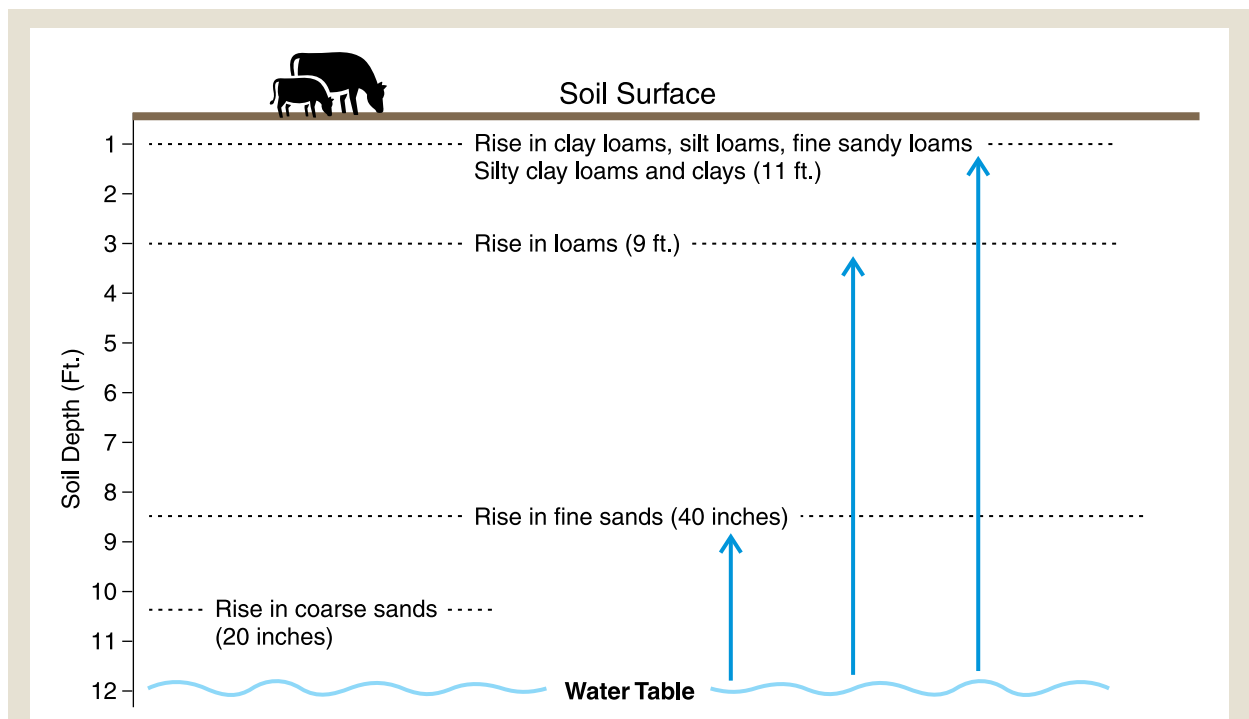 Soil Surface
1
Rise in clay loams, silt loams, fine sandy loams
Silty clay loams and clays (11 ft.)
2
3
Rise in loams (9 ft.)
4
5
6
7
8
Rise in fine sands (40 inches)
9
10
Rise in coarse sands
(20 inches)
11
12
Water Table
Soil Depth (Ft.)